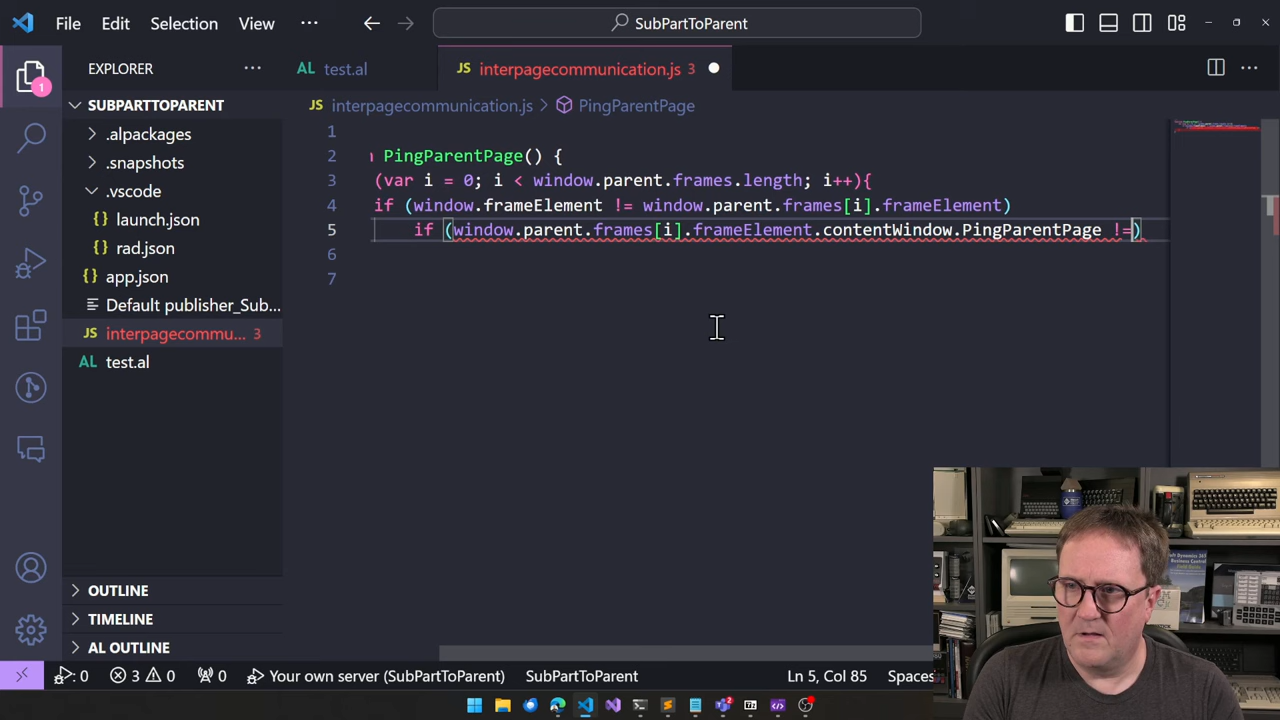 File Edit Selection View ··· SubPartToParent
EXPLORER ···
test.al
JS interpagecommunication.js 3
SUBPARTTOPARENT
JS interpagecommunication.js > PingParentPage
.alpackages
.snapshots
.vscode
launch.json
rad.json
{} app.json
Default publisher_Sub...
JS interpagecommu... 3
AL test.al
1
2 PingParentPage() {
3 (var i = 0; i < window.parent.frames.length; i++){
4 if (window.frameElement != window.parent.frames[i].frameElement)
5 if (window.parent.frames[i].frameElement.contentWindow.PingParentPage !=)
6
7
OUTLINE
TIMELINE
AL OUTLINE
1
: 0 3 0 0 Your own server (SubPartToParent) SubPartToParent Ln 5, Col 85 Spaces